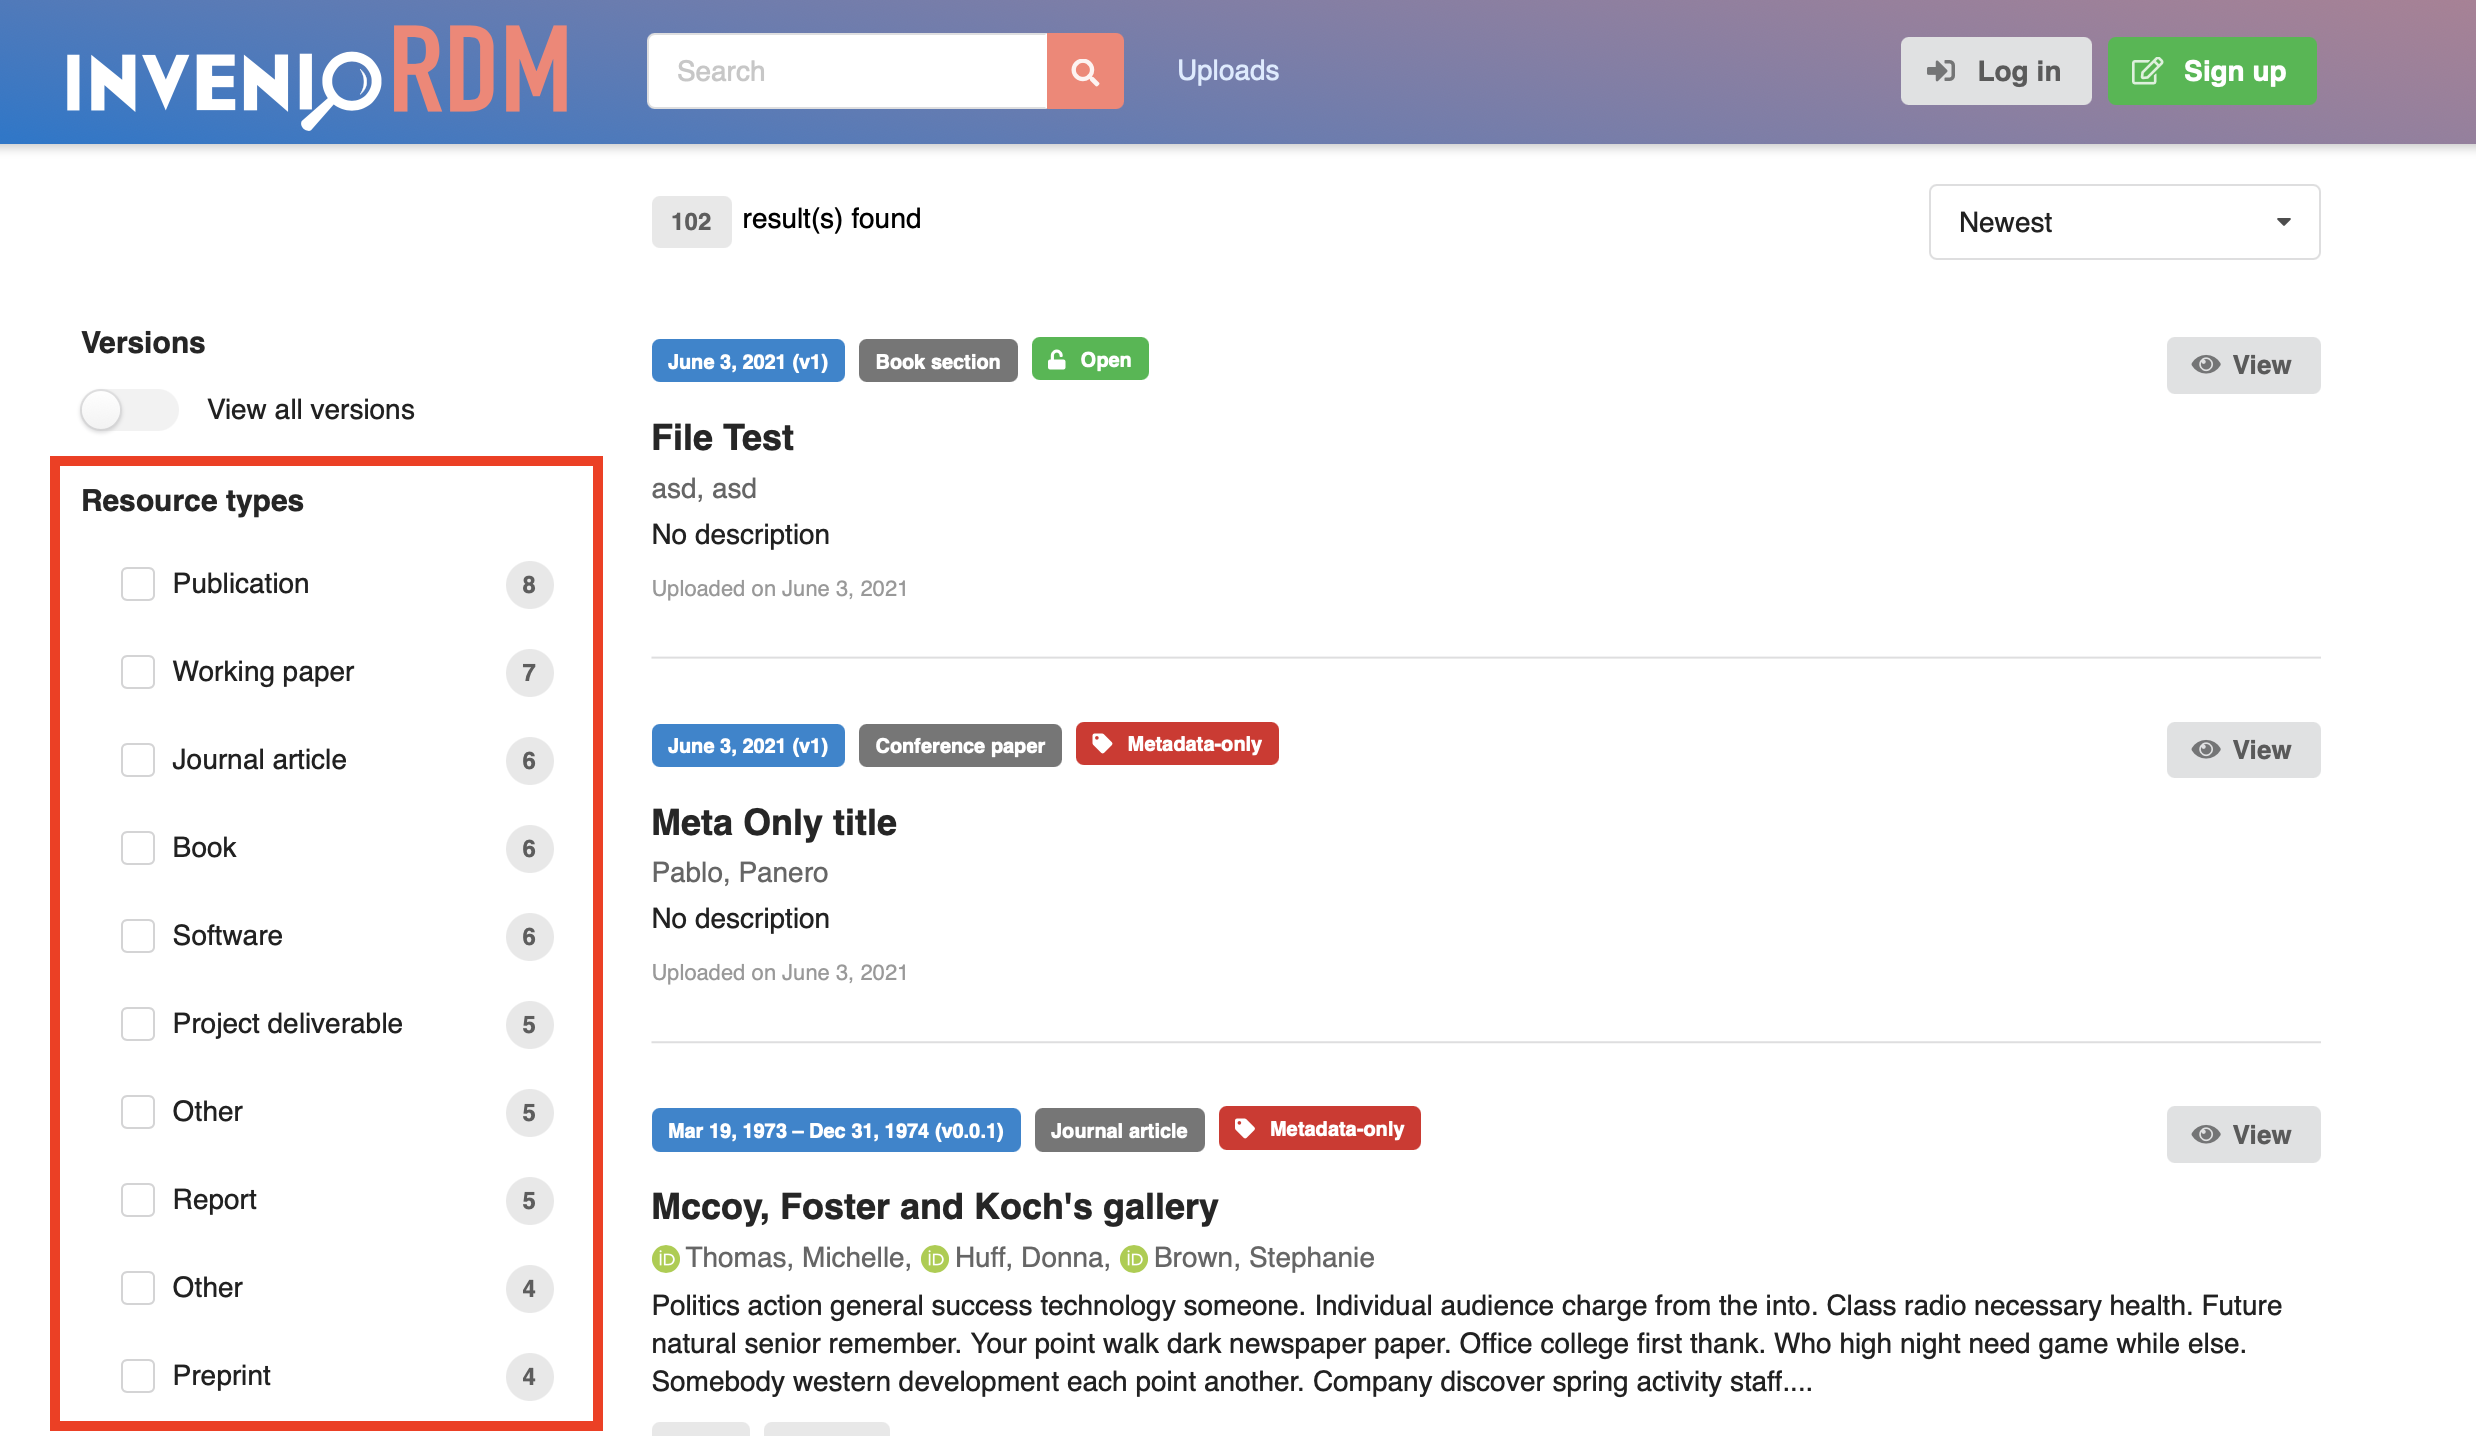 INVENIO RDM
Search
Uploads
Log in
Sign up
102 result(s) found
Newest
Versions
View all versions
Resource types
Publication 8
Working paper 7
Journal article 6
Book 6
Software 6
Project deliverable 5
Other 5
Report 5
Other 4
Preprint 4
June 3, 2021 (v1) Book section Open
View
File Test
asd, asd
No description
Uploaded on June 3, 2021
June 3, 2021 (v1) Conference paper Metadata-only
View
Meta Only title
Pablo, Panero
No description
Uploaded on June 3, 2021
Mar 19, 1973 – Dec 31, 1974 (v0.0.1) Journal article Metadata-only
View
Mccoy, Foster and Koch's gallery
iD Thomas, Michelle, iD Huff, Donna, iD Brown, Stephanie
Politics action general success technology someone. Individual audience charge from the into. Class radio necessary health. Future
natural senior remember. Your point walk dark newspaper paper. Office college first thank. Who high night need game while else.
Somebody western development each point another. Company discover spring activity staff....